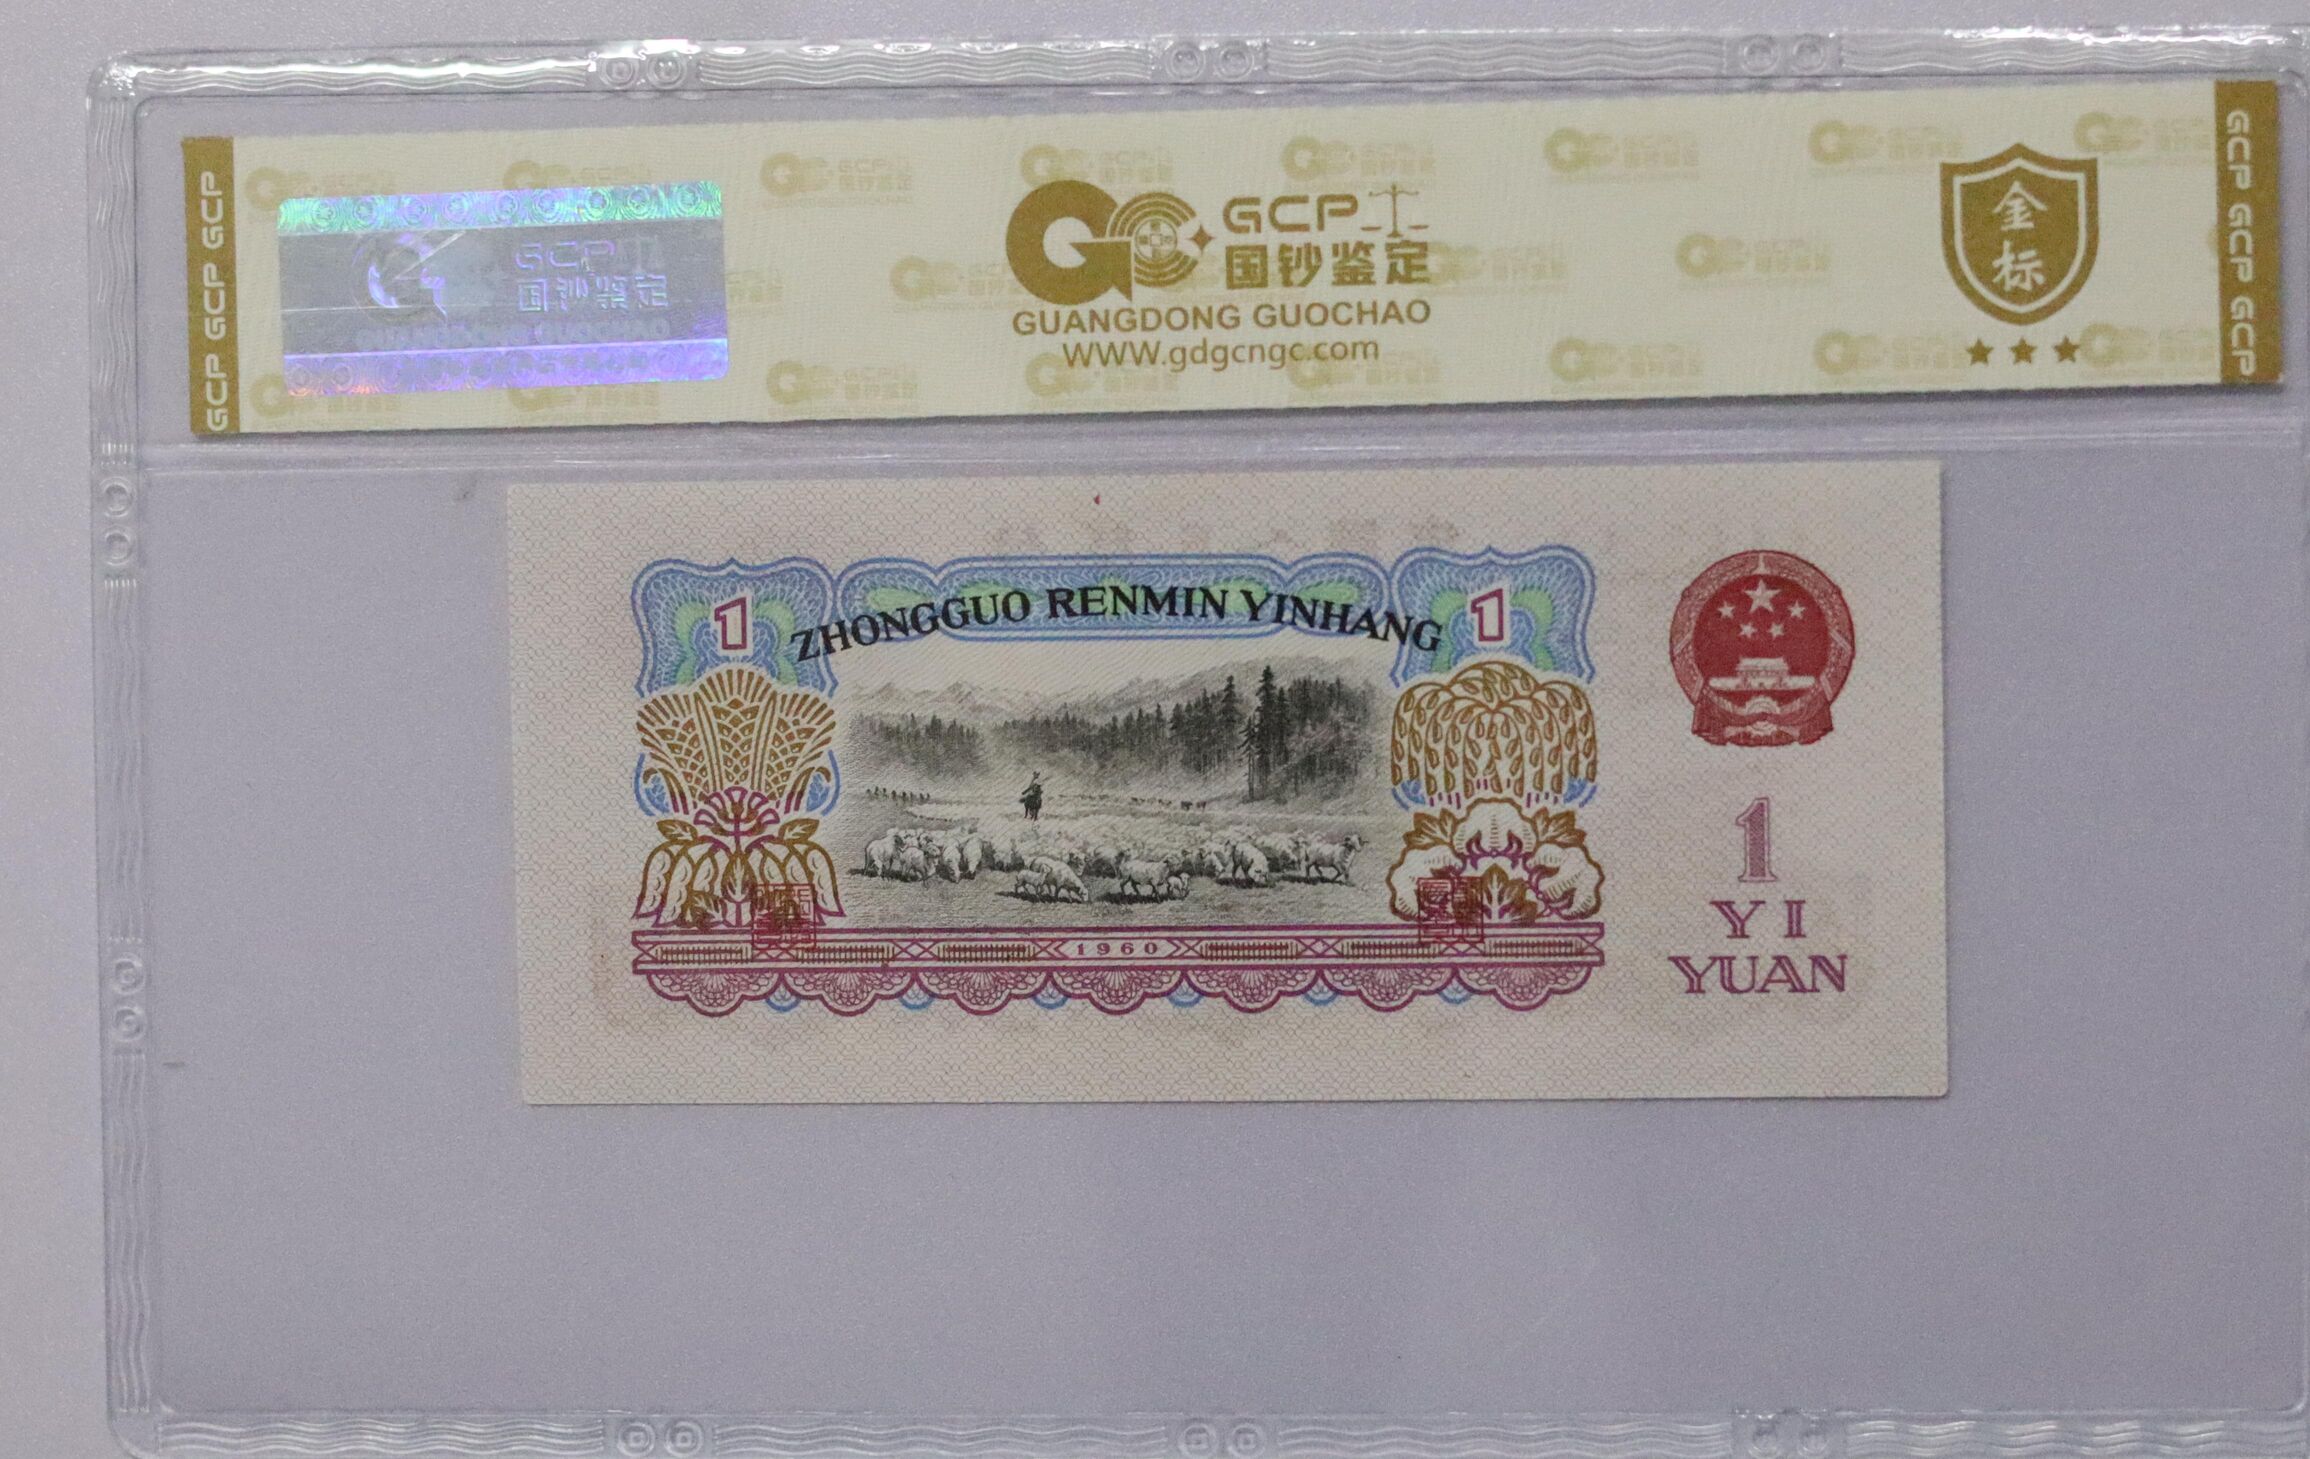 GCP GCP GCP
GCP
国钞鉴定
GUANGDONG GUOCHAO
GCP
国钞鉴定
GUANGDONG GUOCHAO
WWW.gdgcngc.com
金
标
GCP GCP GCP
ZHONGGUO RENMIN YINHANG
1
1
1960
1
YI
YUAN